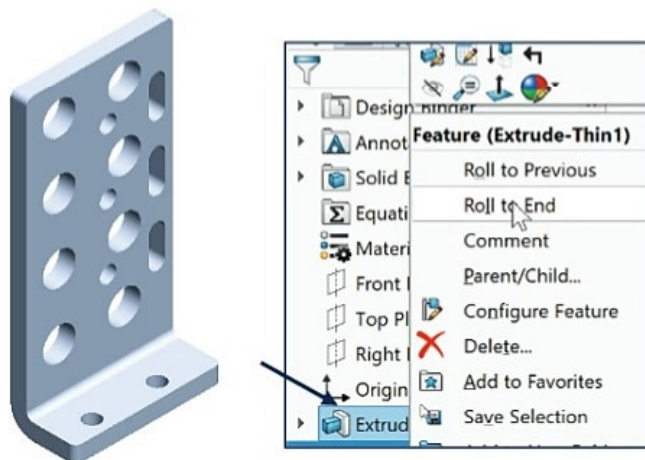 Design Binder
Annot
Solid B
Equati
Materi
Front
Top Pl
Right
Origin
Extrud
Feature (Extrude-Thin1)
Roll to Previous
Roll to End
Comment
Parent/Child...
Configure Feature
Delete...
Add to Favorites
Save Selection